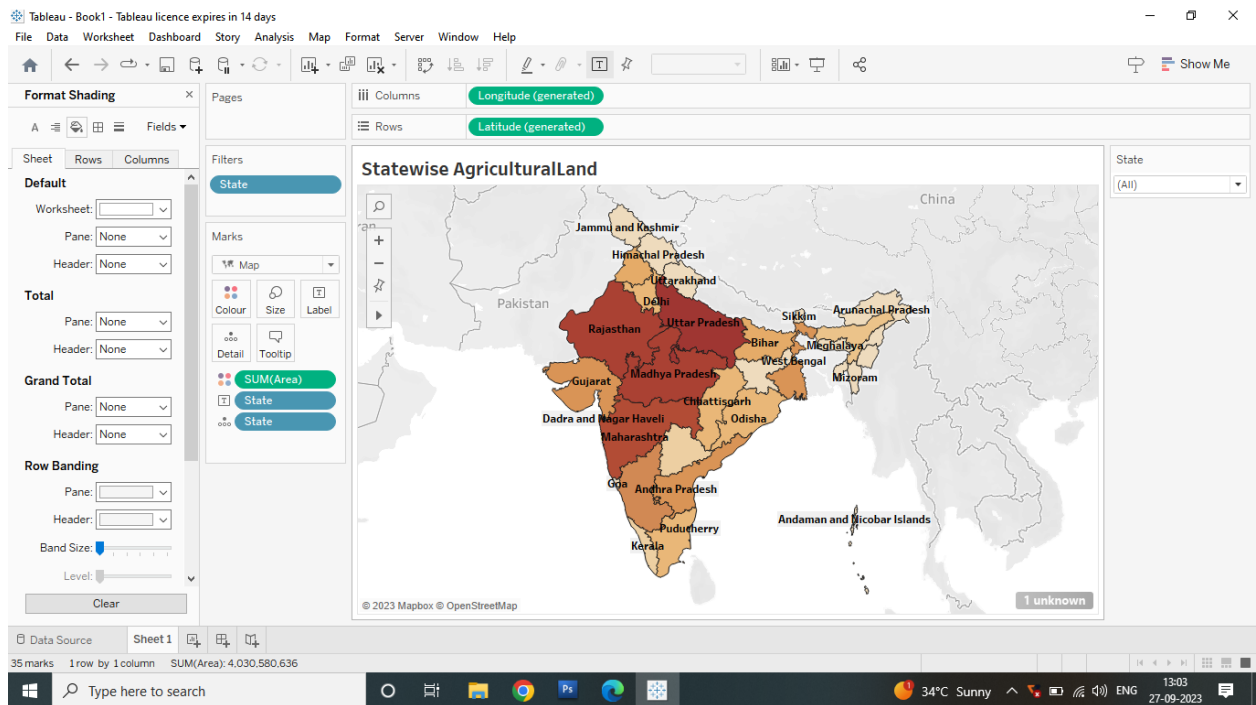 Tableau - Book1 - Tableau licence expires in 14 days
File Data Worksheet Dashboard Story Analysis Map Format Server Window Help
Show Me
Format Shading
Fields
Sheet Rows Columns
Default
Worksheet:
Pane: None
Header: None
Total
Pane: None
Header: None
Grand Total
Pane: None
Header: None
Row Banding
Pane:
Header:
Band Size:
Level:
Clear
Pages
Filters
State
Marks
Map
Colour Size Label
Detail Tooltip
SUM(Area)
State
State
Columns Longitude (generated)
Rows Latitude (generated)
Statewise AgriculturalLand
China
Jammu and Kashmir
Himachal Pradesh
Uttarakhand
Pakistan
Delhi
Sikkim
Arunachal Pradesh
Rajasthan
Uttar Pradesh
Bihar
Meghalaya
West Bengal
Gujarat
Madhya Pradesh
Mizoram
Chhattisgarh
Dadra and Nagar Haveli
Odisha
Maharashtra
Goa
Andhra Pradesh
Andaman and Nicobar Islands
Puducherry
Kerala
© 2023 Mapbox © OpenStreetMap
1 unknown
State
(All)
Data Source Sheet 1
35 marks 1 row by 1 column SUM(Area): 4,030,580,636
Type here to search
Ps
1
34°C Sunny
ENG
13:03
27-09-2023